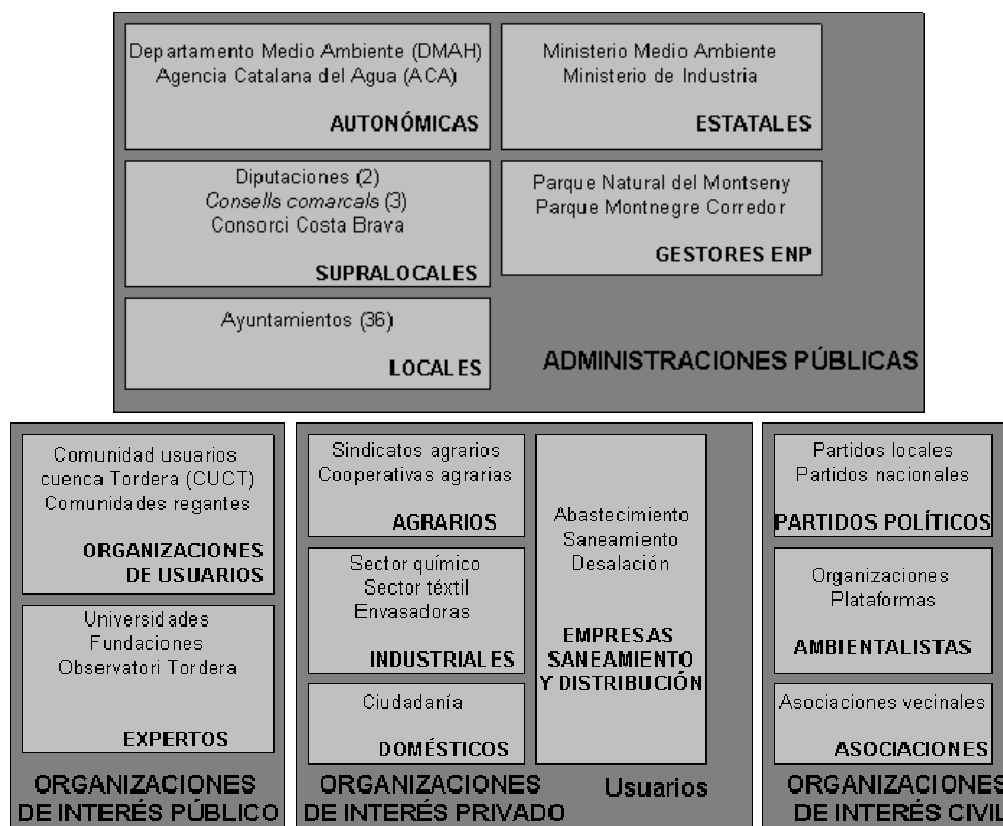 Departamento Medio Ambiente (DMAH)
Agencia Catalana del Agua (ACA)
AUTONÓMICAS
Ministerio Medio Ambiente
Ministerio de Industria
ESTATALES
Diputaciones (2)
Consells comarcals (3)
Consorci Costa Brava
SUPRALOCALES
Parque Natural del Montseny
Parque Montnegre Corredor
GESTORES ENP
Ayuntamientos (36)
LOCALES
ADMINISTRACIONES PÚBLICAS
Comunidad usuarios
cuenca Tordera (CUCT)
Comunidades regantes
ORGANIZACIONES
DE USUARIOS
Universidades
Fundaciones
Observatori Tordera
EXPERTOS
ORGANIZACIONES
DE INTERÉS PÚBLICO
Sindicatos agrarios
Cooperativas agrarias
AGRARIOS
Sector químico
Sector téxtil
Envasadoras
INDUSTRIALES
Ciudadanía
DOMÉSTICOS
Abastecimiento
Saneamiento
Desalación
EMPRESAS
SANEAMIENTO
Y DISTRIBUCIÓN
ORGANIZACIONES
DE INTERÉS PRIVADO
Usuarios
Partidos locales
Partidos nacionales
PARTIDOS POLÍTICOS
Organizaciones
Plataformas
AMBIENTALISTAS
Asociaciones vecinales
ASOCIACIONES
ORGANIZACIONES
DE INTERÉS CIVIL